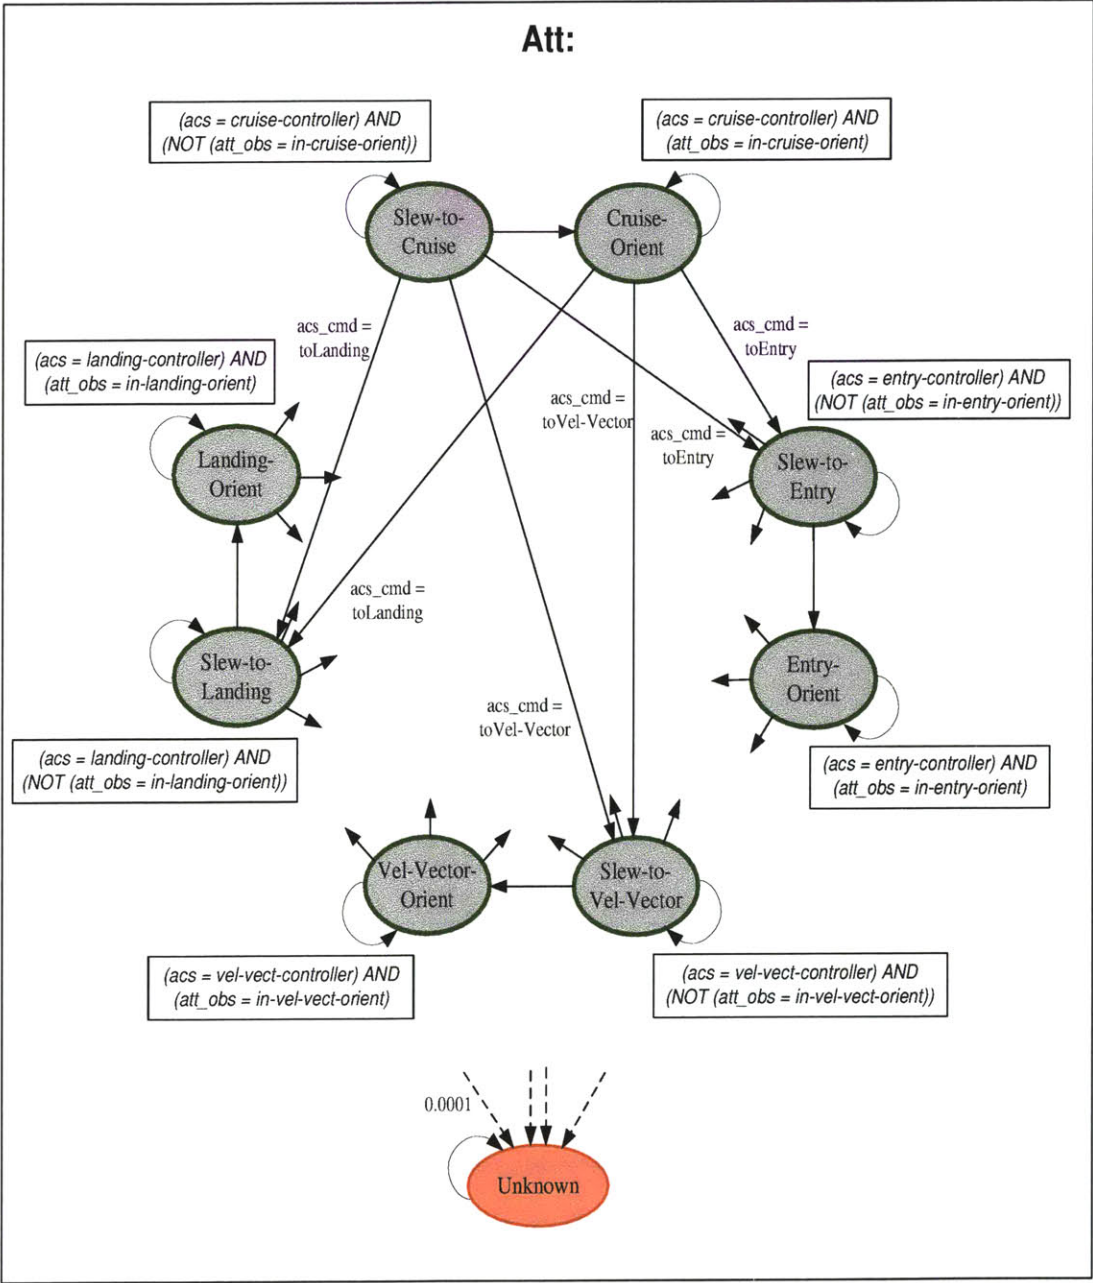 Att:
(acs = cruise-controller) AND
(NOT (att_obs = in-cruise-orient))
(acs = cruise-controller) AND
(att_obs = in-cruise-orient)
Slew-to-
Cruise
Cruise-
Orient
acs_cmd =
toLanding
acs_cmd =
toEntry
(acs = landing-controller) AND
(att_obs = in-landing-orient)
(acs = entry-controller) AND
(NOT (att_obs = in-entry-orient))
acs_cmd =
toVel-Vector
acs_cmd =
toEntry
Landing-
Orient
Slew-to-
Entry
acs_cmd =
toLanding
Slew-to-
Landing
Entry-
Orient
acs_cmd =
toVel-Vector
(acs = landing-controller) AND
(NOT (att_obs = in-landing-orient))
(acs = entry-controller) AND
(att_obs = in-entry-orient)
Vel-Vector-
Orient
Slew-to-
Vel-Vector
(acs = vel-vect-controller) AND
(att_obs = in-vel-vect-orient)
(acs = vel-vect-controller) AND
(NOT (att_obs = in-vel-vect-orient))
0.0001
Unknown